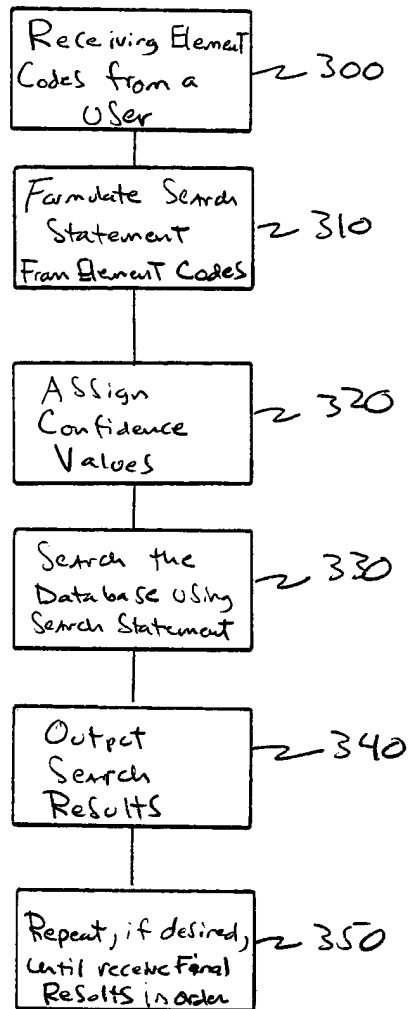 Receiving Element
Codes from a
User
300
Formulate Search
Statement
From Element Codes
310
Assign
Confidence
Values
320
Search the
Database using
Search Statement
330
Output
Search
Results
340
Repeat, if desired,
until receive Final
Results in order
350